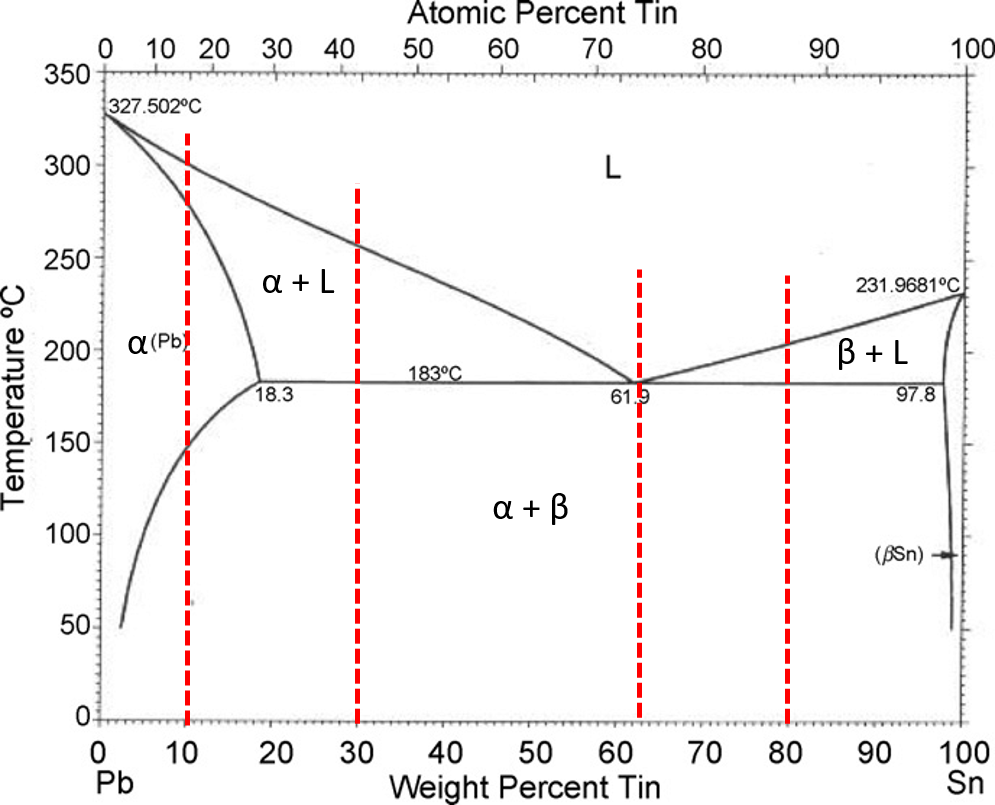 Atomic Percent Tin
0 10 20 30 40 50 60 70 80 90 100
350
327.502ºC
300
L
250
α + L
231.9681ºC
α(Pb)
200
β + L
183ºC
18.3
61.9
97.8
150
α + β
100
(βSn)
50
0
Temperature ºC
0 10 20 30 40 50 60 70 80 90 100
Pb
Weight Percent Tin
Sn